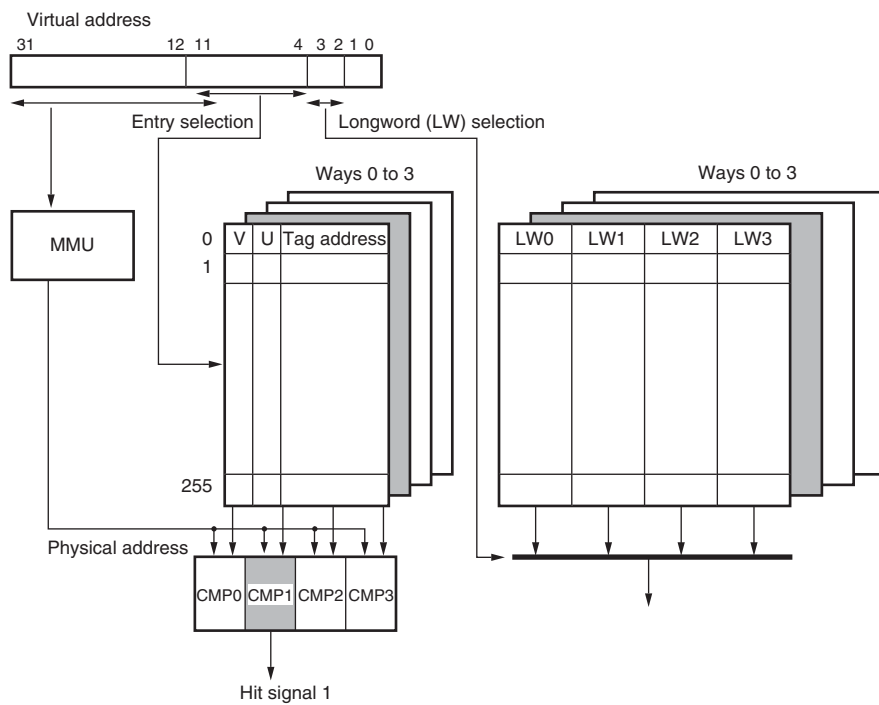 Virtual address
31 12 11 4 3 2 1 0
Entry selection
Longword (LW) selection
Ways 0 to 3
Ways 0 to 3
MMU
0 V U Tag address
LW0 LW1 LW2 LW3
1
255
Physical address
CMP0 CMP1 CMP2 CMP3
Hit signal 1